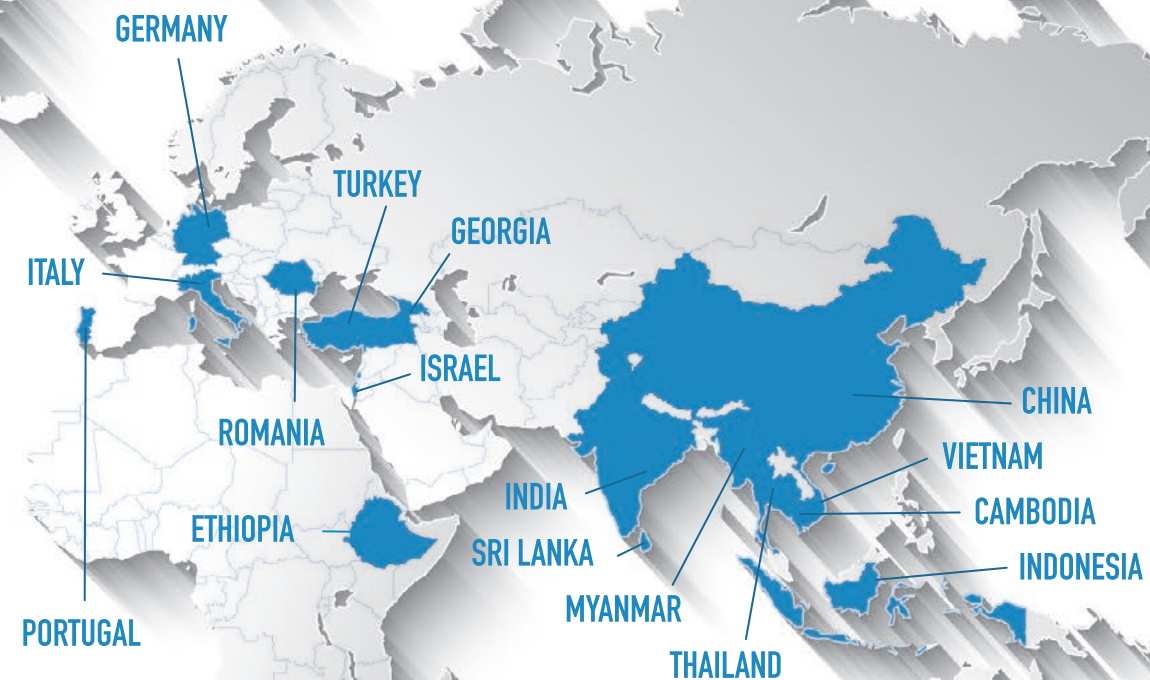 GERMANY
TURKEY
GEORGIA
ITALY
ISRAEL
ROMANIA
CHINA
VIETNAM
INDIA
CAMBODIA
ETHIOPIA
SRI LANKA
INDONESIA
MYANMAR
PORTUGAL
THAILAND